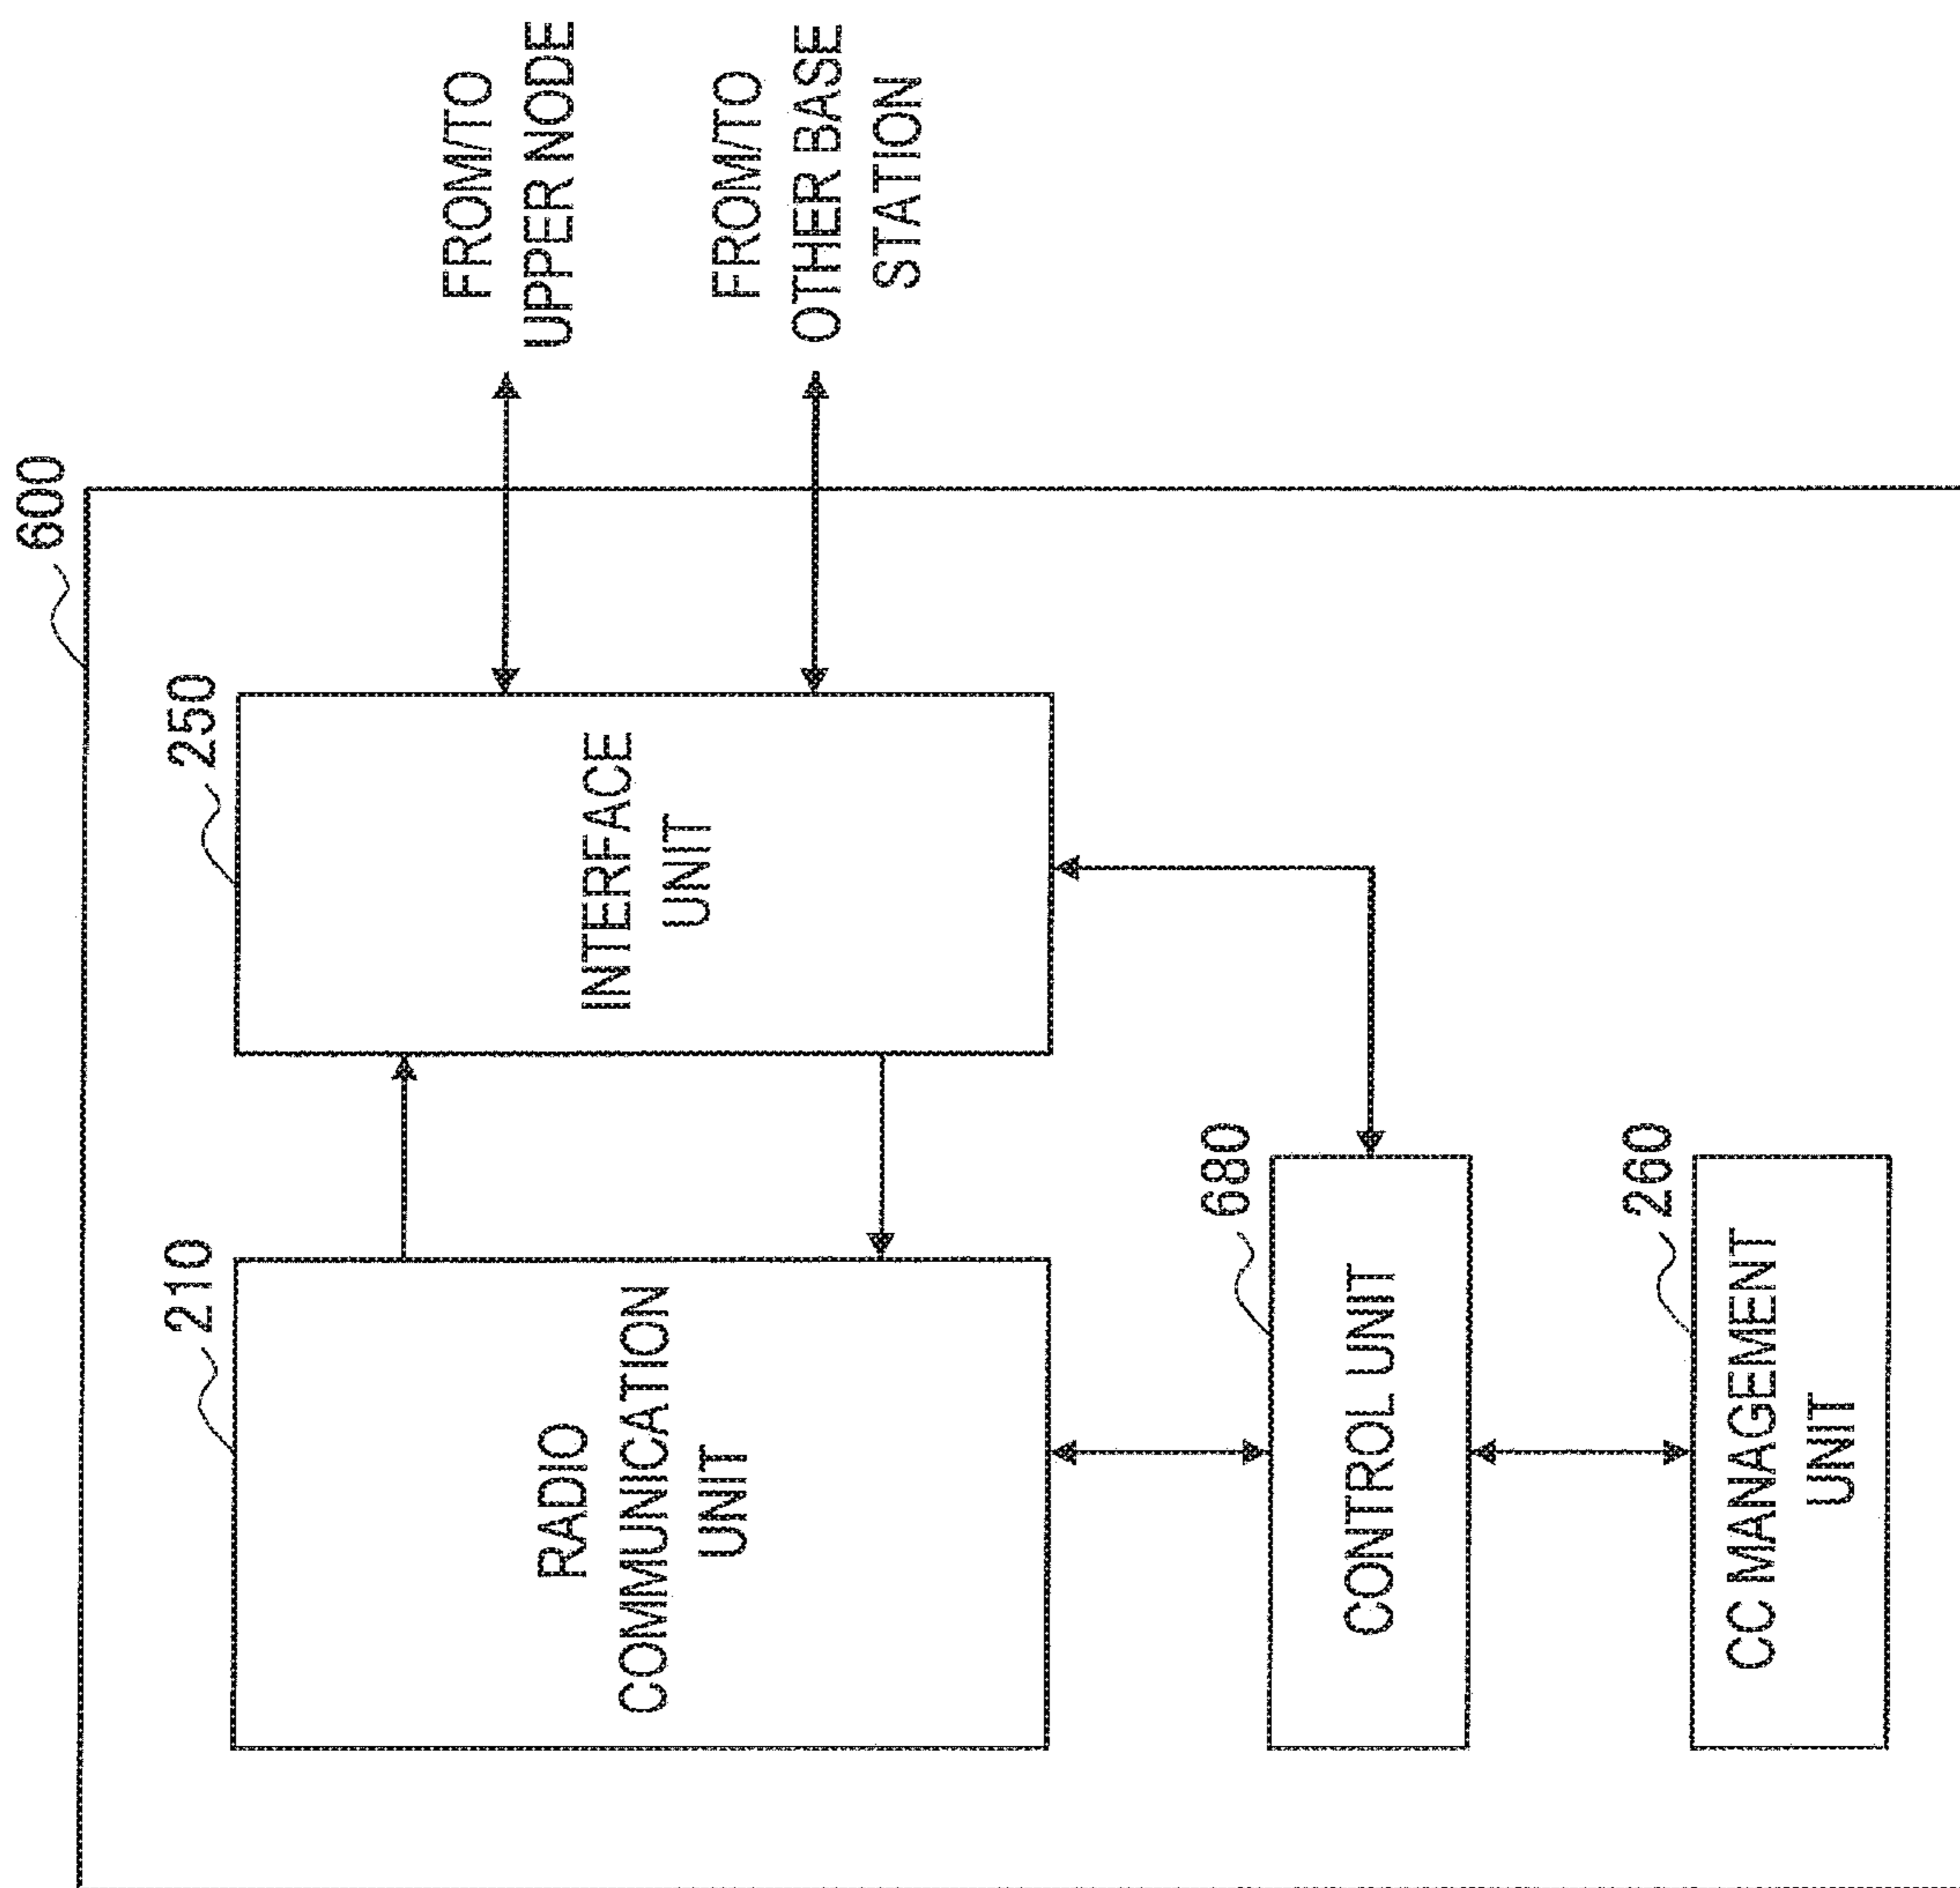 600
210
RADIO
COMMUNICATION
UNIT
250
INTERFACE
UNIT
FROM/TO
UPPER NODE
FROM/TO
OTHER BASE
STATION
680
CONTROL UNIT
260
CC MANAGEMENT
UNIT